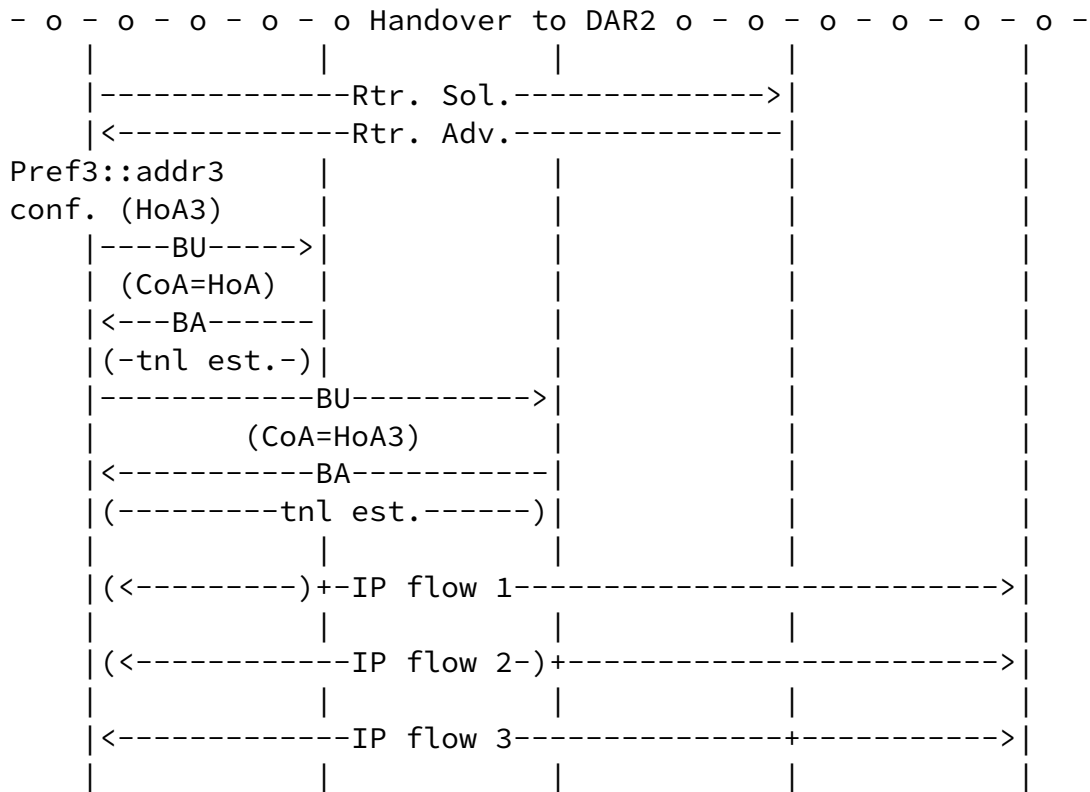 - o - o - o - o - o Handover to DAR2 o - o - o - o - o - o -
     |               |               |               |               |
     |--------------Rtr. Sol.-------------->|               |
     |<-------------Rtr. Adv.---------------|               |
Pref3::addr3         |               |               |               |
conf. (HoA3)         |               |               |               |
     |----BU----->|               |               |               |
     | (CoA=HoA)     |               |               |               |
     |<---BA------|               |               |               |
     |(-tnl est.-)|               |               |               |
     |------------BU---------->|               |               |
     |          (CoA=HoA3)           |               |               |
     |<-----------BA-----------|               |               |
     |(---------tnl est.------)|               |               |
     |               |               |               |               |
     |(<---------)+-IP flow 1--------------------------->|
     |               |               |               |               |
     |(<------------IP flow 2-)+------------------------>|
     |               |               |               |               |
     |<-------------IP flow 3---------------+----------->|
     |               |               |               |               |